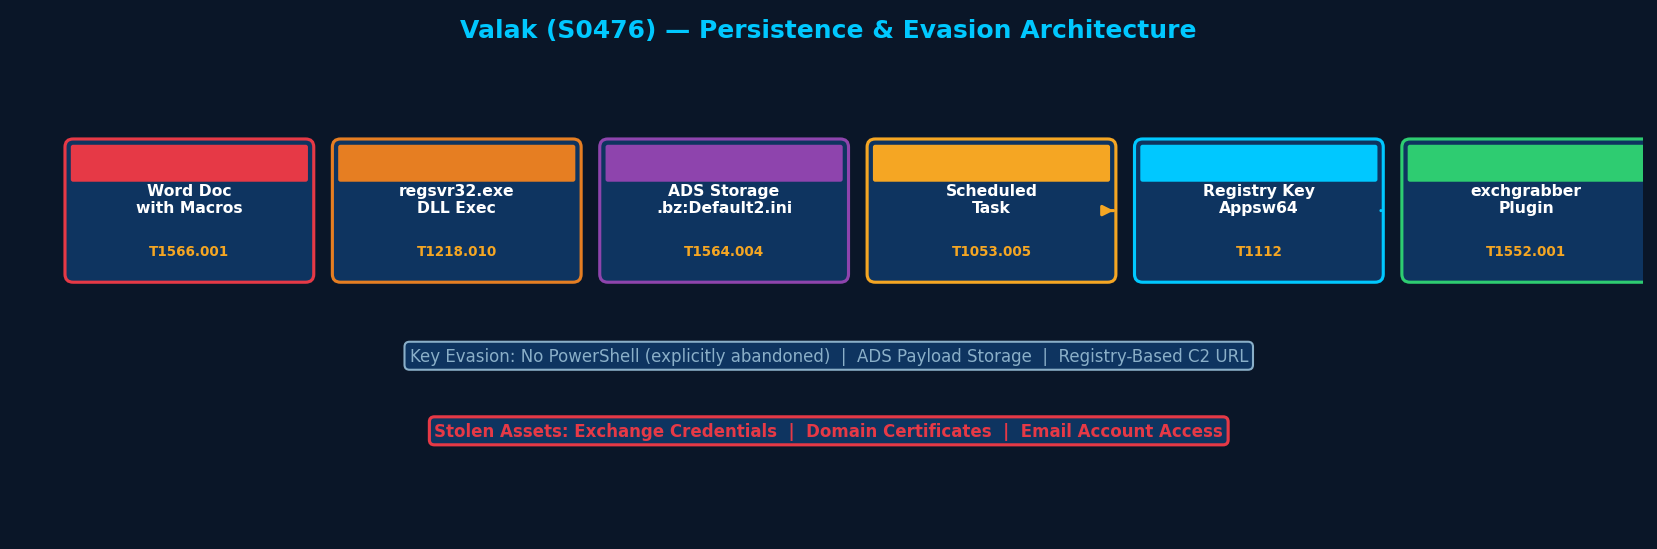 Valak (S0476) — Persistence & Evasion Architecture
Word Doc
with Macros
T1566.001
regsvr32.exe
DLL Exec
T1218.010
ADS Storage
.bz:Default2.ini
T1564.004
Scheduled
Task
T1053.005
Registry Key
Appsw64
T1112
exchgrabber
Plugin
T1552.001
Key Evasion: No PowerShell (explicitly abandoned) | ADS Payload Storage | Registry-Based C2 URL
Stolen Assets: Exchange Credentials | Domain Certificates | Email Account Access